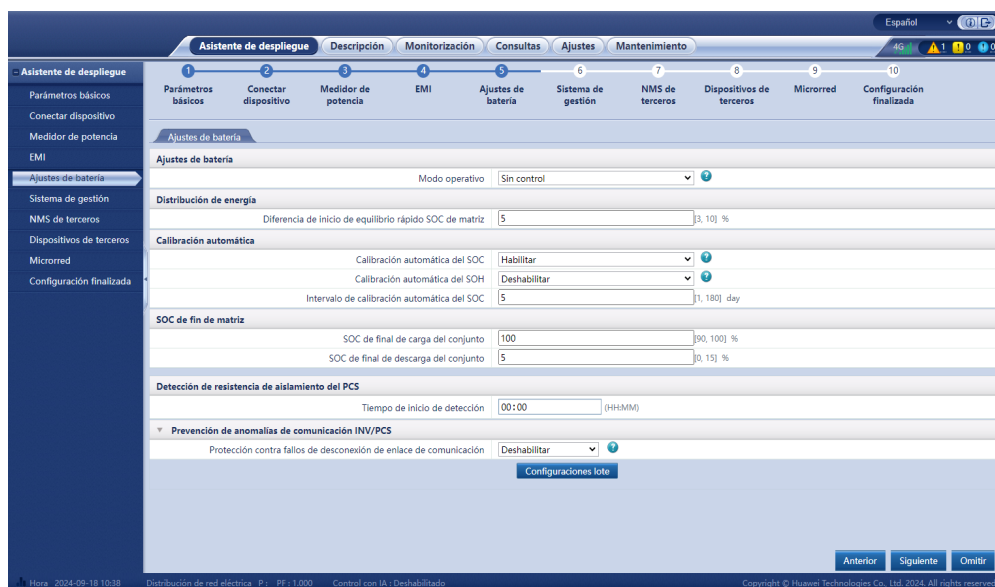 Español
Asistente de despliegue Descripción Monitorización Consultas Ajustes Mantenimiento
4G 1 0 0
Asistente de despliegue
Parámetros básicos
Conectar dispositivo
Medidor de potencia
EMI
Ajustes de batería
Sistema de gestión
NMS de terceros
Dispositivos de terceros
Microrred
Configuración finalizada
1 2 3 4 5 6 7 8 9 10
Parámetros básicos
Conectar dispositivo
Medidor de potencia
EMI
Ajustes de batería
Sistema de gestión
NMS de terceros
Dispositivos de terceros
Microrred
Configuración finalizada
Ajustes de batería
Ajustes de batería
Modo operativo Sin control
Distribución de energía
Diferencia de inicio de equilibrio rápido SOC de matriz 5 [3, 10] %
Calibración automática
Calibración automática del SOC Habilitar
Calibración automática del SOH Deshabilitar
Intervalo de calibración automática del SOC 5 [1, 180] day
SOC de fin de matriz
SOC de final de carga del conjunto 100 [90, 100] %
SOC de final de descarga del conjunto 5 [0, 15] %
Detección de resistencia de aislamiento del PCS
Tiempo de inicio de detección 00:00 (HH:MM)
Prevención de anomalías de comunicación INV/PCS
Protección contra fallos de desconexión de enlace de comunicación Deshabilitar
Configuraciones lote
Anterior Siguiente Omitir
Hora 2024-09-18 10:38 Distribución de red eléctrica P : PF : 1.000 Control con IA : Deshabilitado Copyright © Huawei Technologies Co., Ltd. 2024. All rights reserved